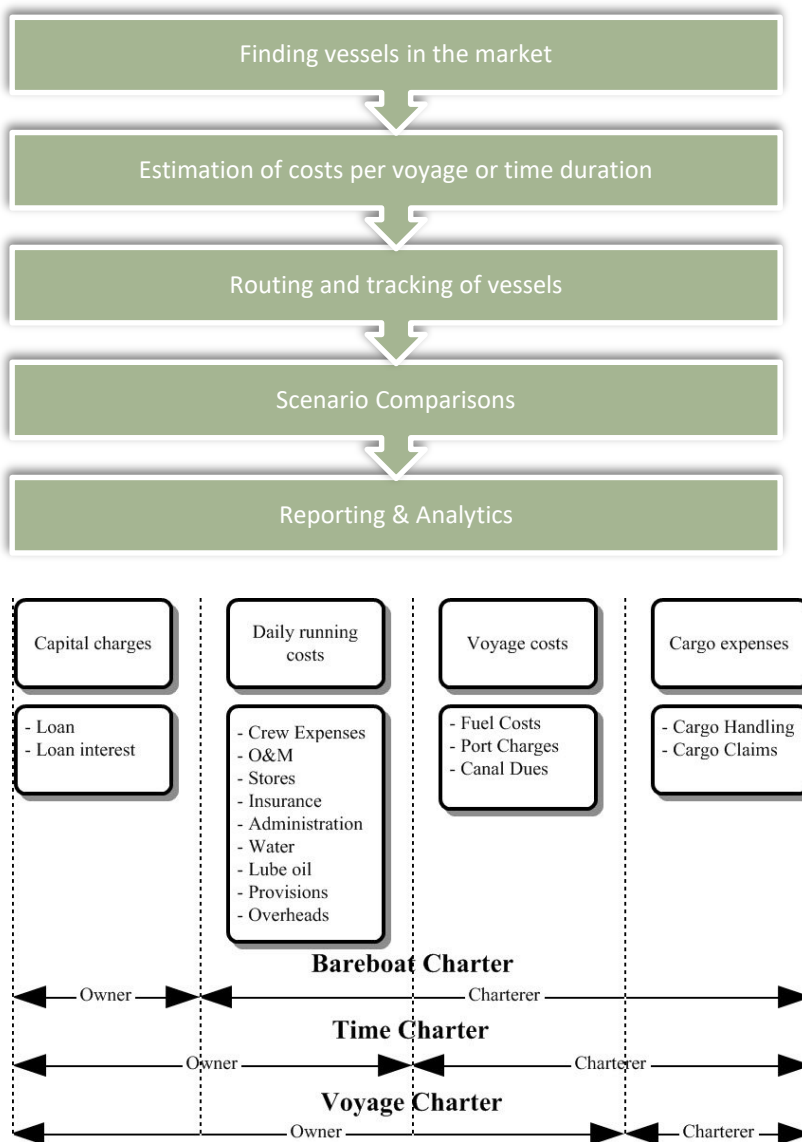 Finding vessels in the market
Estimation of costs per voyage or time duration
Routing and tracking of vessels
Scenario Comparisons
Reporting & Analytics
Capital charges
Daily running
costs
Voyage costs
Cargo expenses
- Loan
- Loan interest
- Crew Expenses
- O&M
- Stores
- Insurance
- Administration
- Water
- Lube oil
- Provisions
- Overheads
- Fuel Costs
- Port Charges
- Canal Dues
- Cargo Handling
- Cargo Claims
Bareboat Charter
Owner
Charterer
Time Charter
Owner
Charterer
Voyage Charter
Owner
Charterer